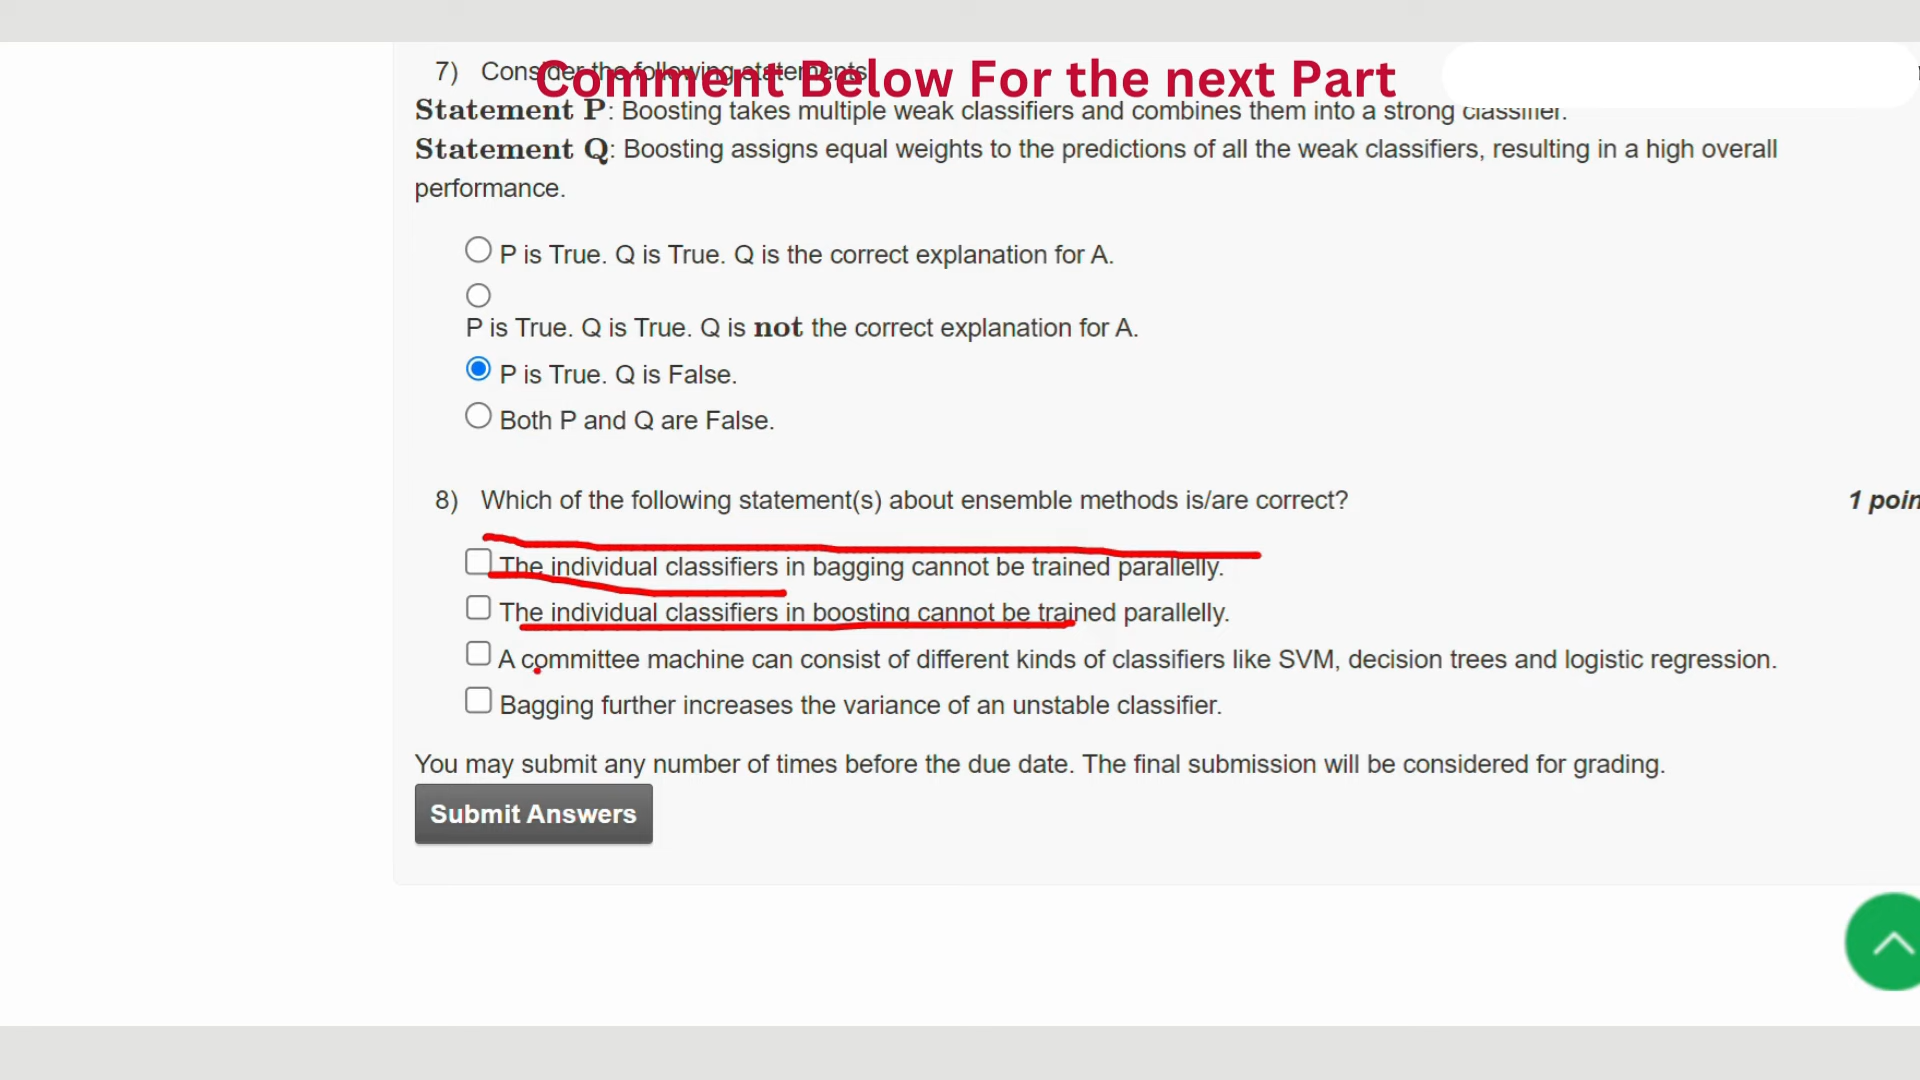 Comment Below For the next Part
7) Consider the following statements
Statement P: Boosting takes multiple weak classifiers and combines them into a strong classifier.
Statement Q: Boosting assigns equal weights to the predictions of all the weak classifiers, resulting in a high overall
performance.
P is True. Q is True. Q is the correct explanation for A.
P is True. Q is True. Q is not the correct explanation for A.
P is True. Q is False.
Both P and Q are False.
8) Which of the following statement(s) about ensemble methods is/are correct?
1 poin
The individual classifiers in bagging cannot be trained parallelly.
The individual classifiers in boosting cannot be trained parallelly.
A committee machine can consist of different kinds of classifiers like SVM, decision trees and logistic regression.
Bagging further increases the variance of an unstable classifier.
You may submit any number of times before the due date. The final submission will be considered for grading.
Submit Answers